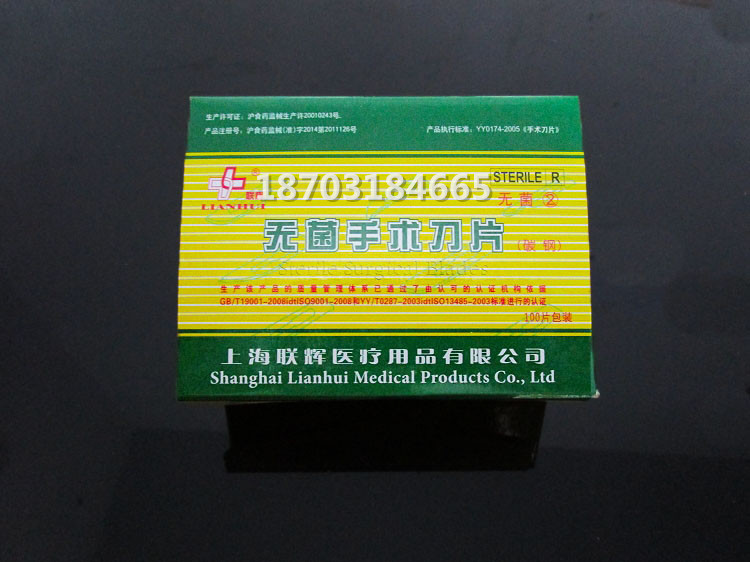 生产许可证：沪食药监械生产许20010243号
产品注册号：沪食药监械(准)字2014第2011126号
产品执行标准：YY0174-2005《手术刀片》
STERILE R
联产 ®
LIANHUI
18703184665
无菌 ②
无菌手术刀片 (碳钢)
Sterile Surgical Blades
生产该产品的质量管理体系已通过了由认可的认证机构依据
GB/T19001-2008idtISO9001-2008和YY/T0287-2003idtISO13485-2003标准进行的认证
100片包装
上海联辉医疗用品有限公司
Shanghai Lianhui Medical Products Co., Ltd